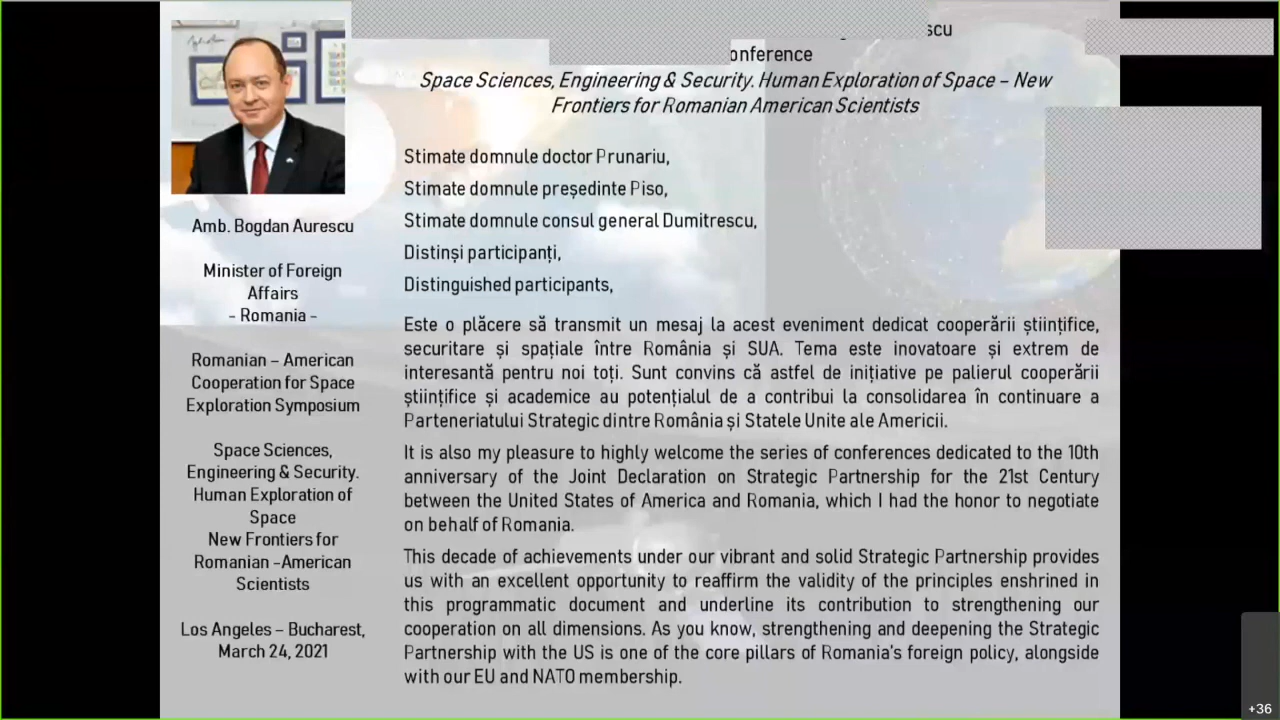 scu
onference
Space Sciences, Engineering & Security. Human Exploration of Space – New
Frontiers for Romanian American Scientists
Stimate domnule doctor Prunariu,
Stimate domnule președinte Piso,
Stimate domnule consul general Dumitrescu,
Distinși participanți,
Distinguished participants,
Este o plăcere să transmit un mesaj la acest eveniment dedicat cooperării științifice,
securitare și spațiale între România și SUA. Tema este inovatoare și extrem de
interesantă pentru noi toți. Sunt convins că astfel de inițiative pe palierul cooperării
științifice și academice au potențialul de a contribui la consolidarea în continuare a
Parteneriatului Strategic dintre România și Statele Unite ale Americii.
It is also my pleasure to highly welcome the series of conferences dedicated to the 10th
anniversary of the Joint Declaration on Strategic Partnership for the 21st Century
between the United States of America and Romania, which I had the honor to negotiate
on behalf of Romania.
This decade of achievements under our vibrant and solid Strategic Partnership provides
us with an excellent opportunity to reaffirm the validity of the principles enshrined in
this programmatic document and underline its contribution to strengthening our
cooperation on all dimensions. As you know, strengthening and deepening the Strategic
Partnership with the US is one of the core pillars of Romania's foreign policy, alongside
with our EU and NATO membership.
Amb. Bogdan Aurescu
Minister of Foreign
Affairs
- Romania -
Romanian – American
Cooperation for Space
Exploration Symposium
Space Sciences,
Engineering & Security.
Human Exploration of
Space
New Frontiers for
Romanian -American
Scientists
Los Angeles – Bucharest,
March 24, 2021
+36